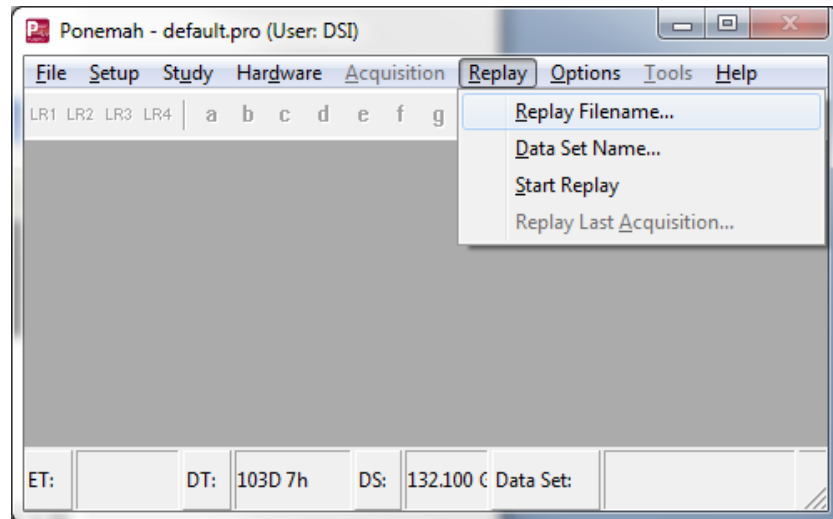 Ponemah - default.pro (User: DSI)
File Setup Study Hardware Acquisition Replay Options Tools Help
LR1 LR2 LR3 LR4 a b c d e f g
Replay Filename...
Data Set Name...
Start Replay
Replay Last Acquisition...
ET: DT: 103D 7h DS: 132.100 G Data Set: